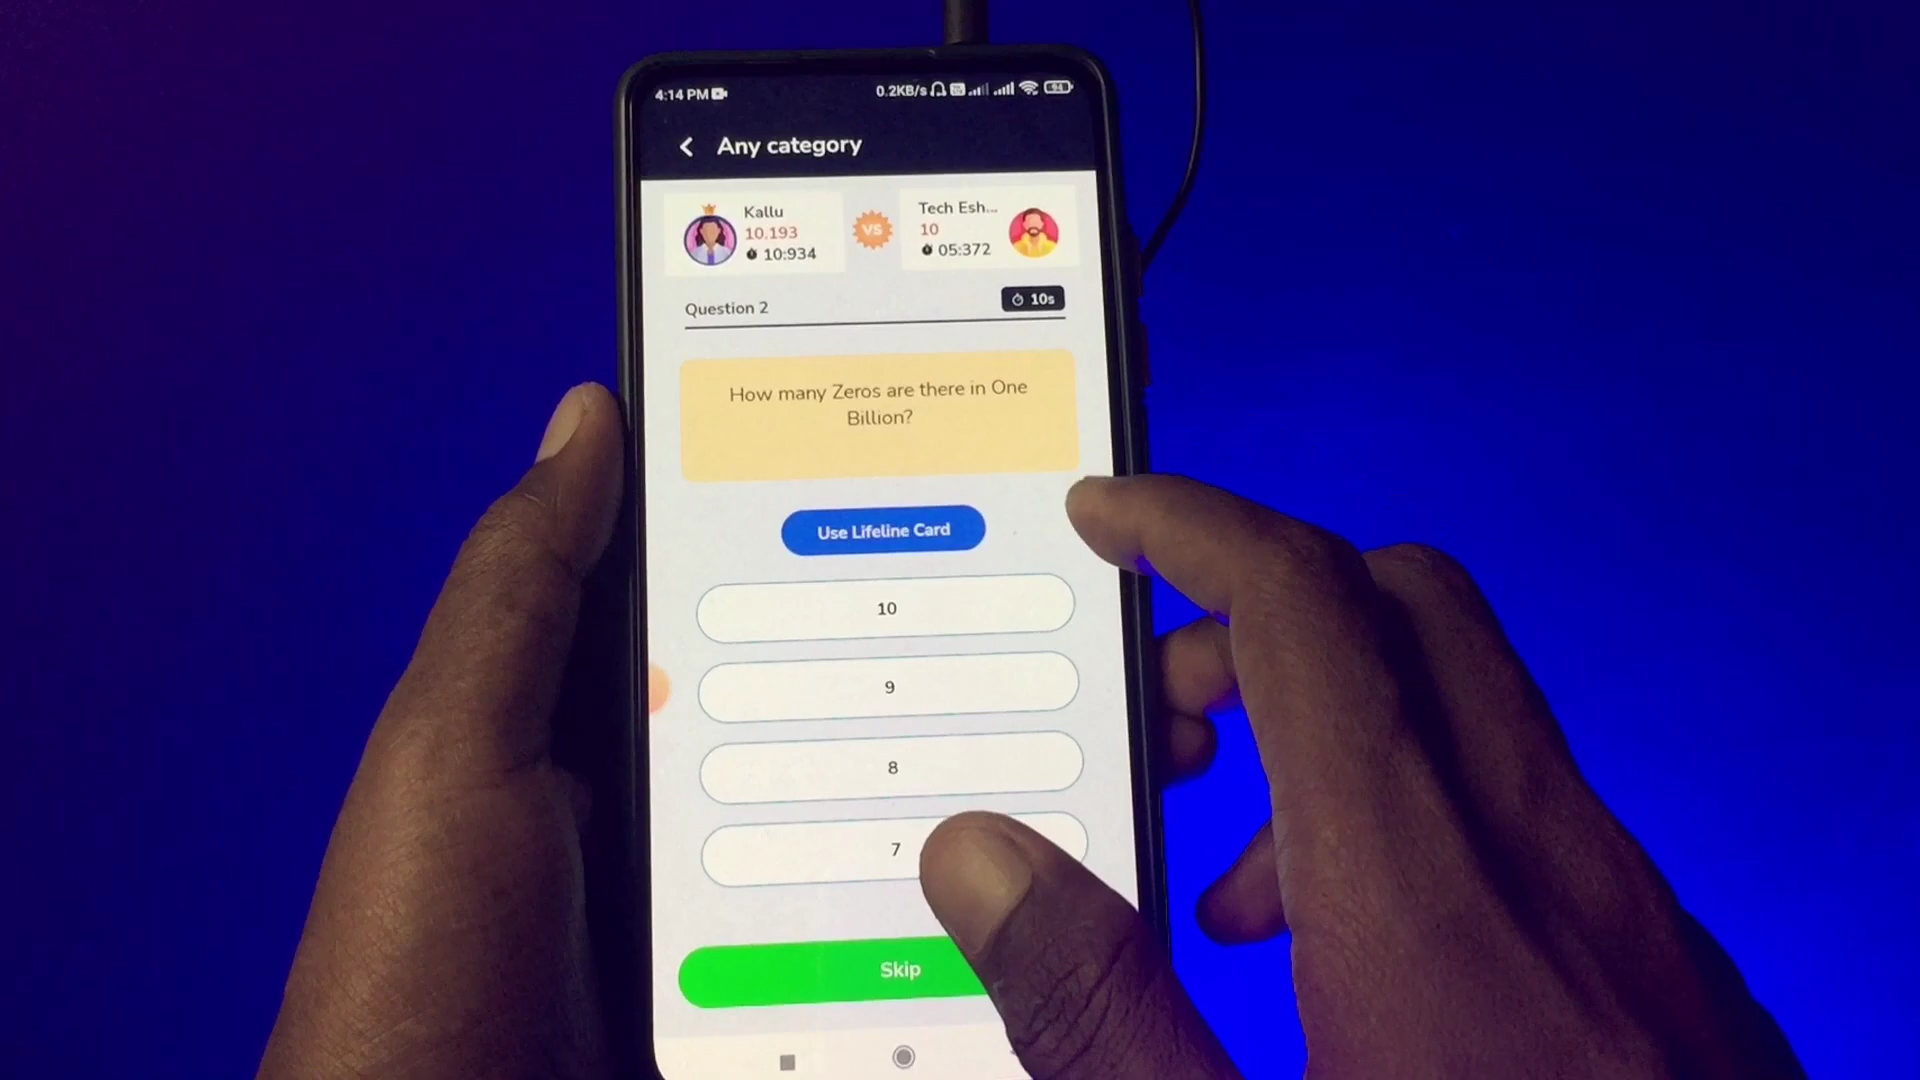 4:14 PM
0.2KB/s
94
Any category
Kallu
10.193
10:934
VS
Tech Esh...
10
05:372
Question 2
10s
How many Zeros are there in One
Billion?
Use Lifeline Card
10
9
8
7
Skip